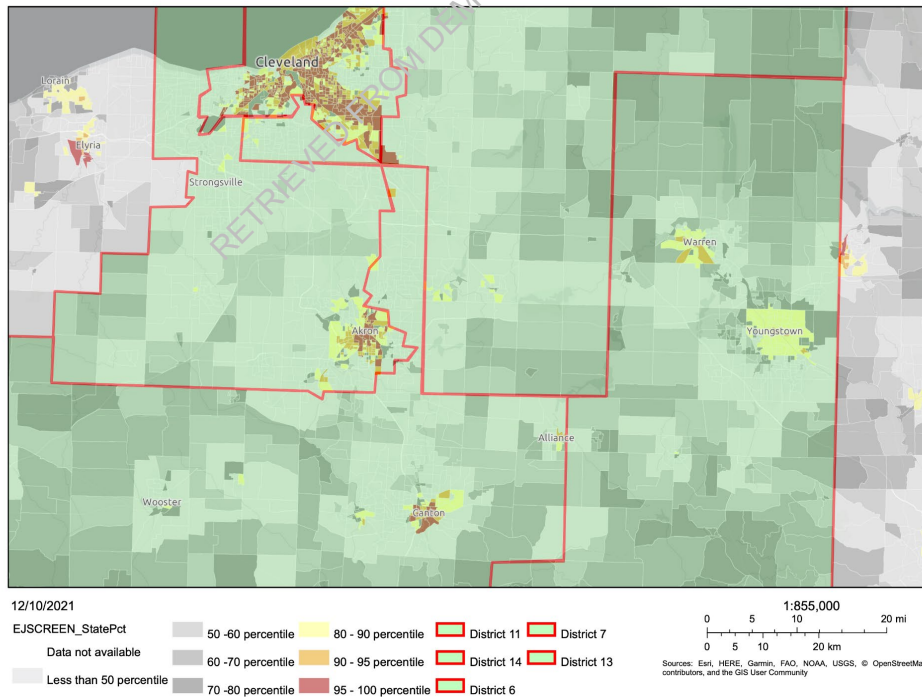 RETRIEVED FROM DEM
Cleveland
Lorain
Elyria
Strongsville
Warren
Akron
Youngstown
Alliance
Wooster
Canton
12/10/2021
EJSCREEN_StatePct
Data not available
Less than 50 percentile
50 -60 percentile
60 -70 percentile
70 -80 percentile
80 - 90 percentile
90 - 95 percentile
95 - 100 percentile
District 11
District 14
District 6
District 7
District 13
1:855,000
0 5 10 20 mi
0 5 10 20 km
Sources: Esri, HERE, Garmin, FAO, NOAA, USGS, © OpenStreetMa
contributors, and the GIS User Community